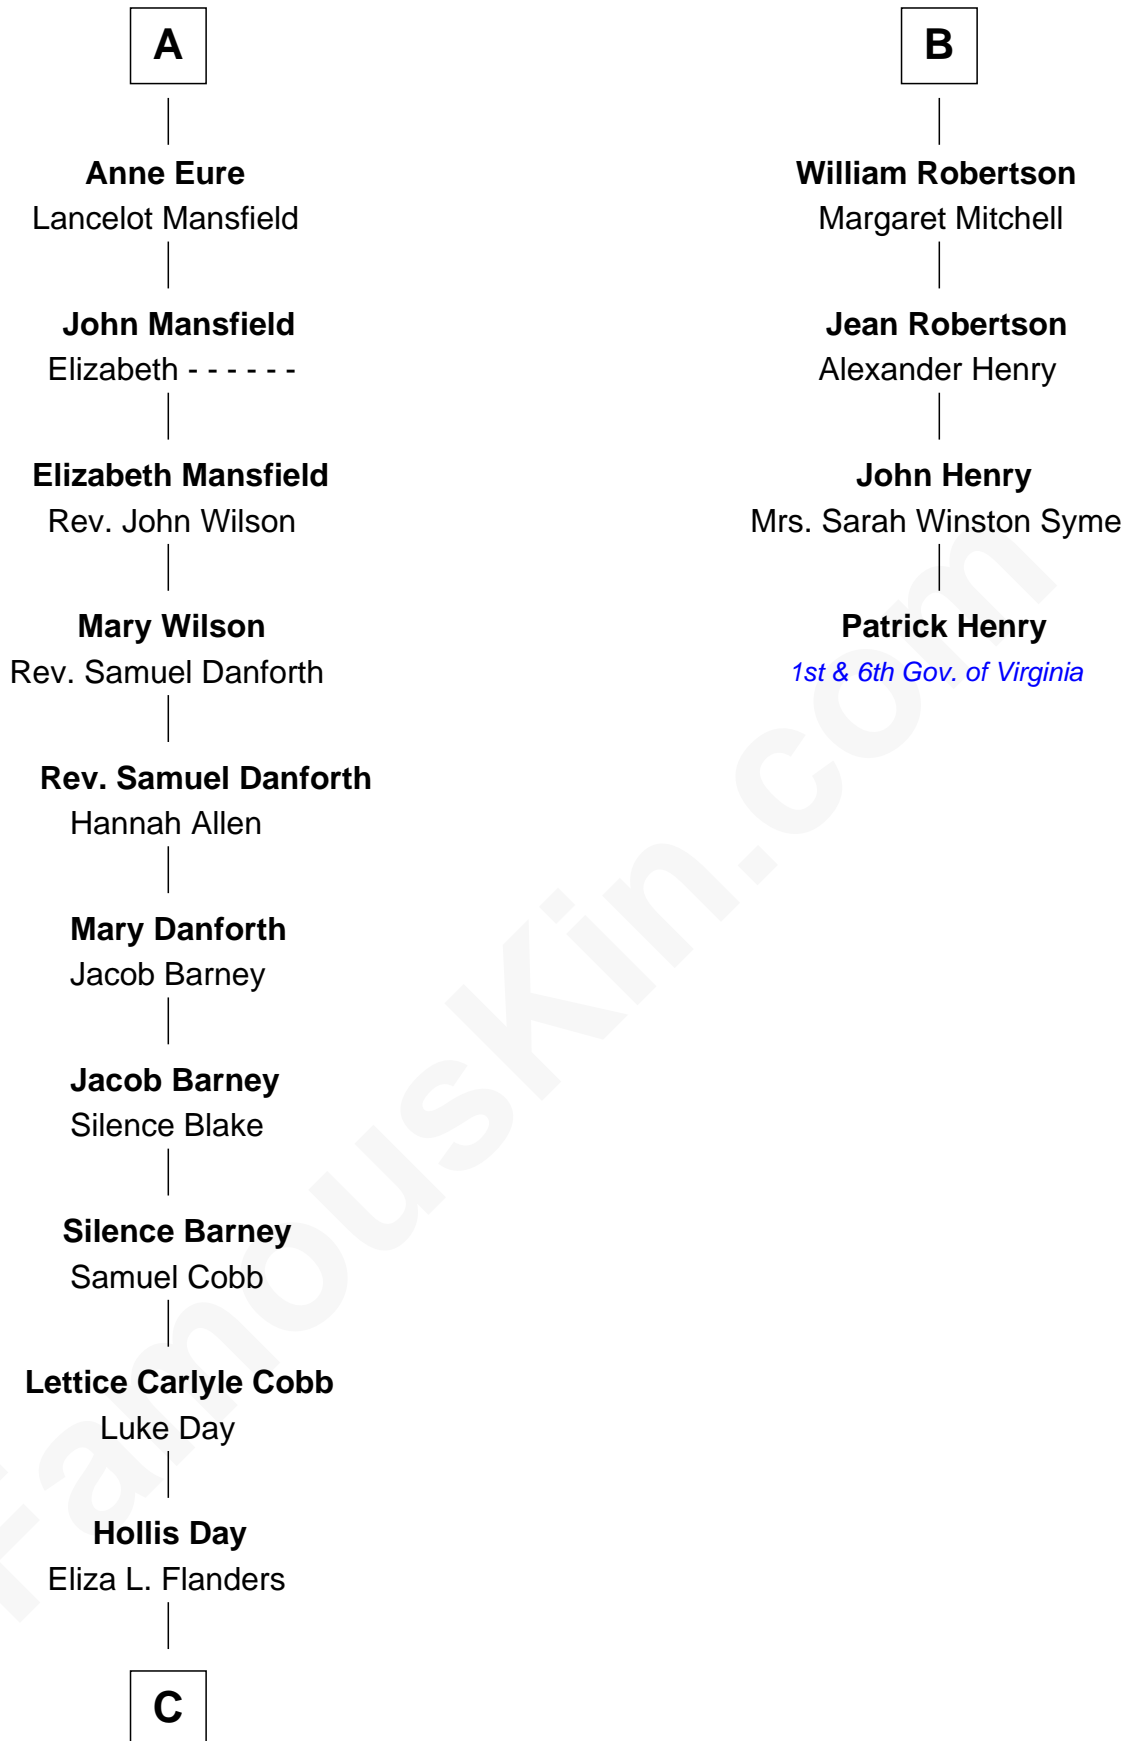 A
Anne Eure
Lancelot Mansfield
John Mansfield
Elizabeth - - - - - -
Elizabeth Mansfield
Rev. John Wilson
Mary Wilson
Rev. Samuel Danforth
Rev. Samuel Danforth
Hannah Allen
Mary Danforth
Jacob Barney
Jacob Barney
Silence Blake
Silence Barney
Samuel Cobb
Lettice Carlyle Cobb
Luke Day
Hollis Day
Eliza L. Flanders
C
B
William Robertson
Margaret Mitchell
Jean Robertson
Alexander Henry
John Henry
Mrs. Sarah Winston Syme
Patrick Henry
1st & 6th Gov. of Virginia
FamousKin.com